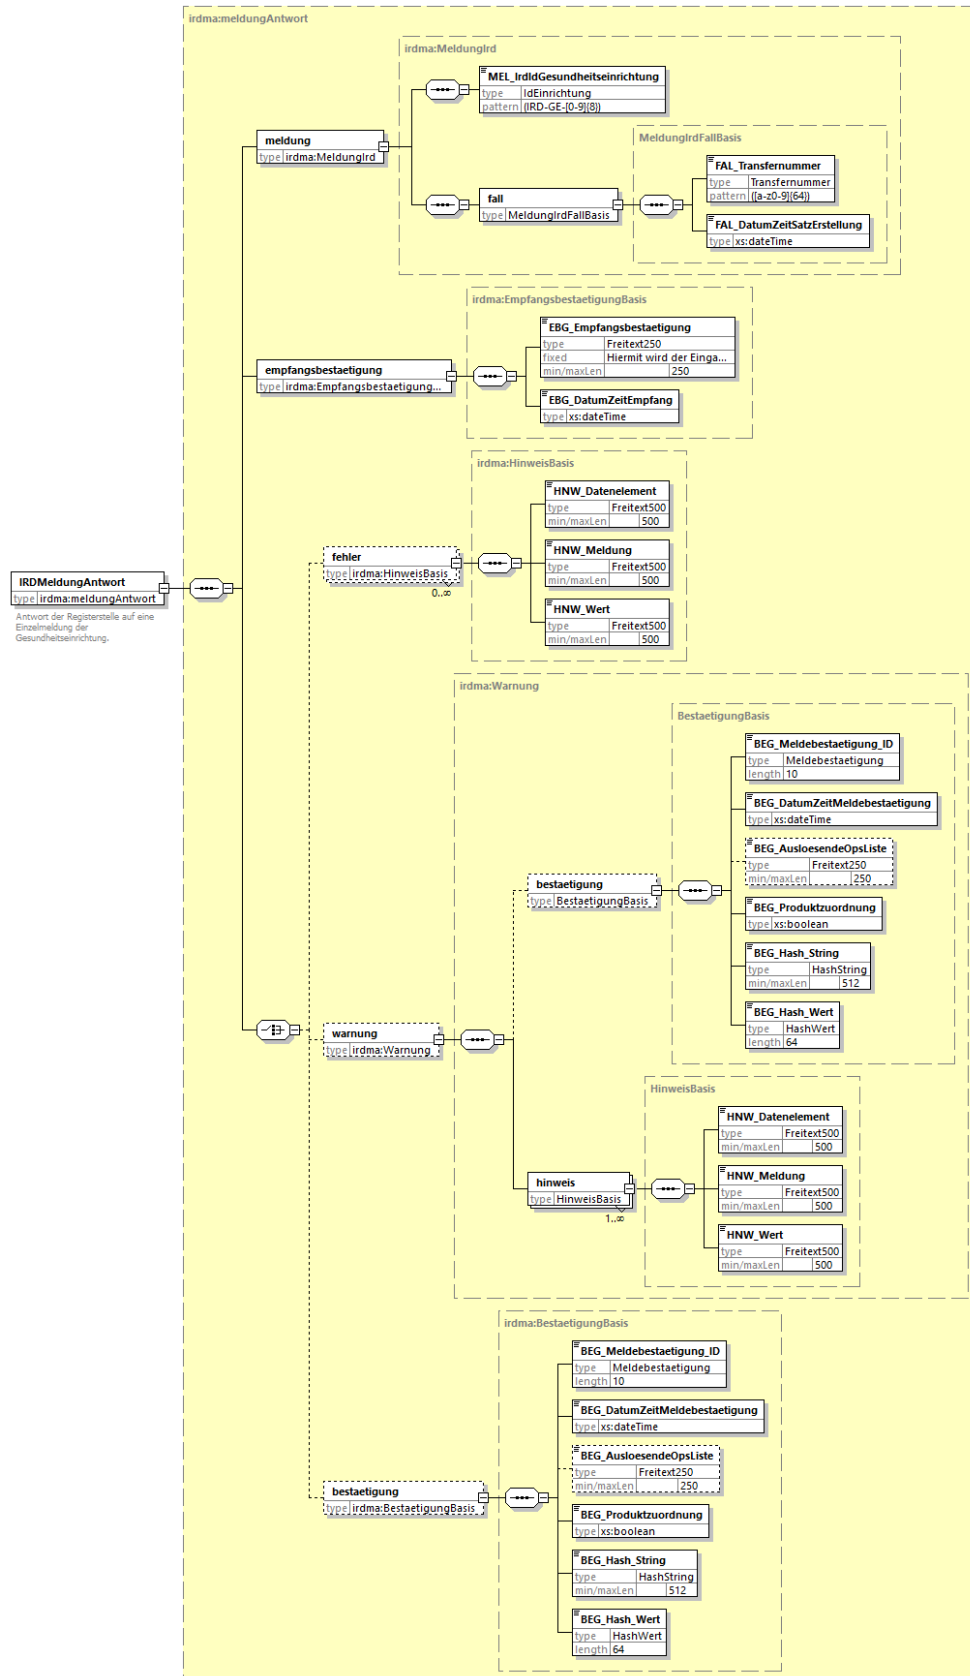 irdma:meldungAntwort
irdma:MeldungIrd
MEL_IrdIdGesundheitseinrichtung
type IdEinrichtung
pattern (IRD-GE-[0-9]{8})
MeldungIrdFallBasis
meldung
type irdma:MeldungIrd
FAL_Transfernummer
type Transfernummer
pattern ([a-z0-9]{64})
fall
type MeldungIrdFallBasis
FAL_DatumZeitSatzErstellung
type xs:dateTime
irdma:EmpfangsbestaetigungBasis
EBG_Empfangsbestaetigung
type Freitext250
fixed Hiermit wird der Einga...
min/maxLen 250
empfangsbestaetigung
type irdma:Empfangsbestaetigung...
EBG_DatumZeitEmpfang
type xs:dateTime
irdma:HinweisBasis
HNW_Datenelement
type Freitext500
min/maxLen 500
fehler
type irdma:HinweisBasis
0..∞
HNW_Meldung
type Freitext500
min/maxLen 500
HNW_Wert
type Freitext500
min/maxLen 500
IRDMeldungAntwort
type irdma:meldungAntwort
Antwort der Registerstelle auf eine
Einzelmeldung der
Gesundheitseinrichtung.
irdma:Warnung
BestaetigungBasis
BEG_Meldebestaetigung_ID
type Meldebestaetigung
length 10
BEG_DatumZeitMeldebestaetigung
type xs:dateTime
BEG_AusloesendeOpsListe
type Freitext250
min/maxLen 250
bestaetigung
type BestaetigungBasis
BEG_Produktzuordnung
type xs:boolean
BEG_Hash_String
type HashString
min/maxLen 512
BEG_Hash_Wert
type HashWert
length 64
warnung
type irdma:Warnung
HinweisBasis
HNW_Datenelement
type Freitext500
min/maxLen 500
hinweis
type HinweisBasis
1..∞
HNW_Meldung
type Freitext500
min/maxLen 500
HNW_Wert
type Freitext500
min/maxLen 500
irdma:BestaetigungBasis
BEG_Meldebestaetigung_ID
type Meldebestaetigung
length 10
BEG_DatumZeitMeldebestaetigung
type xs:dateTime
BEG_AusloesendeOpsListe
type Freitext250
min/maxLen 250
bestaetigung
type irdma:BestaetigungBasis
BEG_Produktzuordnung
type xs:boolean
BEG_Hash_String
type HashString
min/maxLen 512
BEG_Hash_Wert
type HashWert
length 64